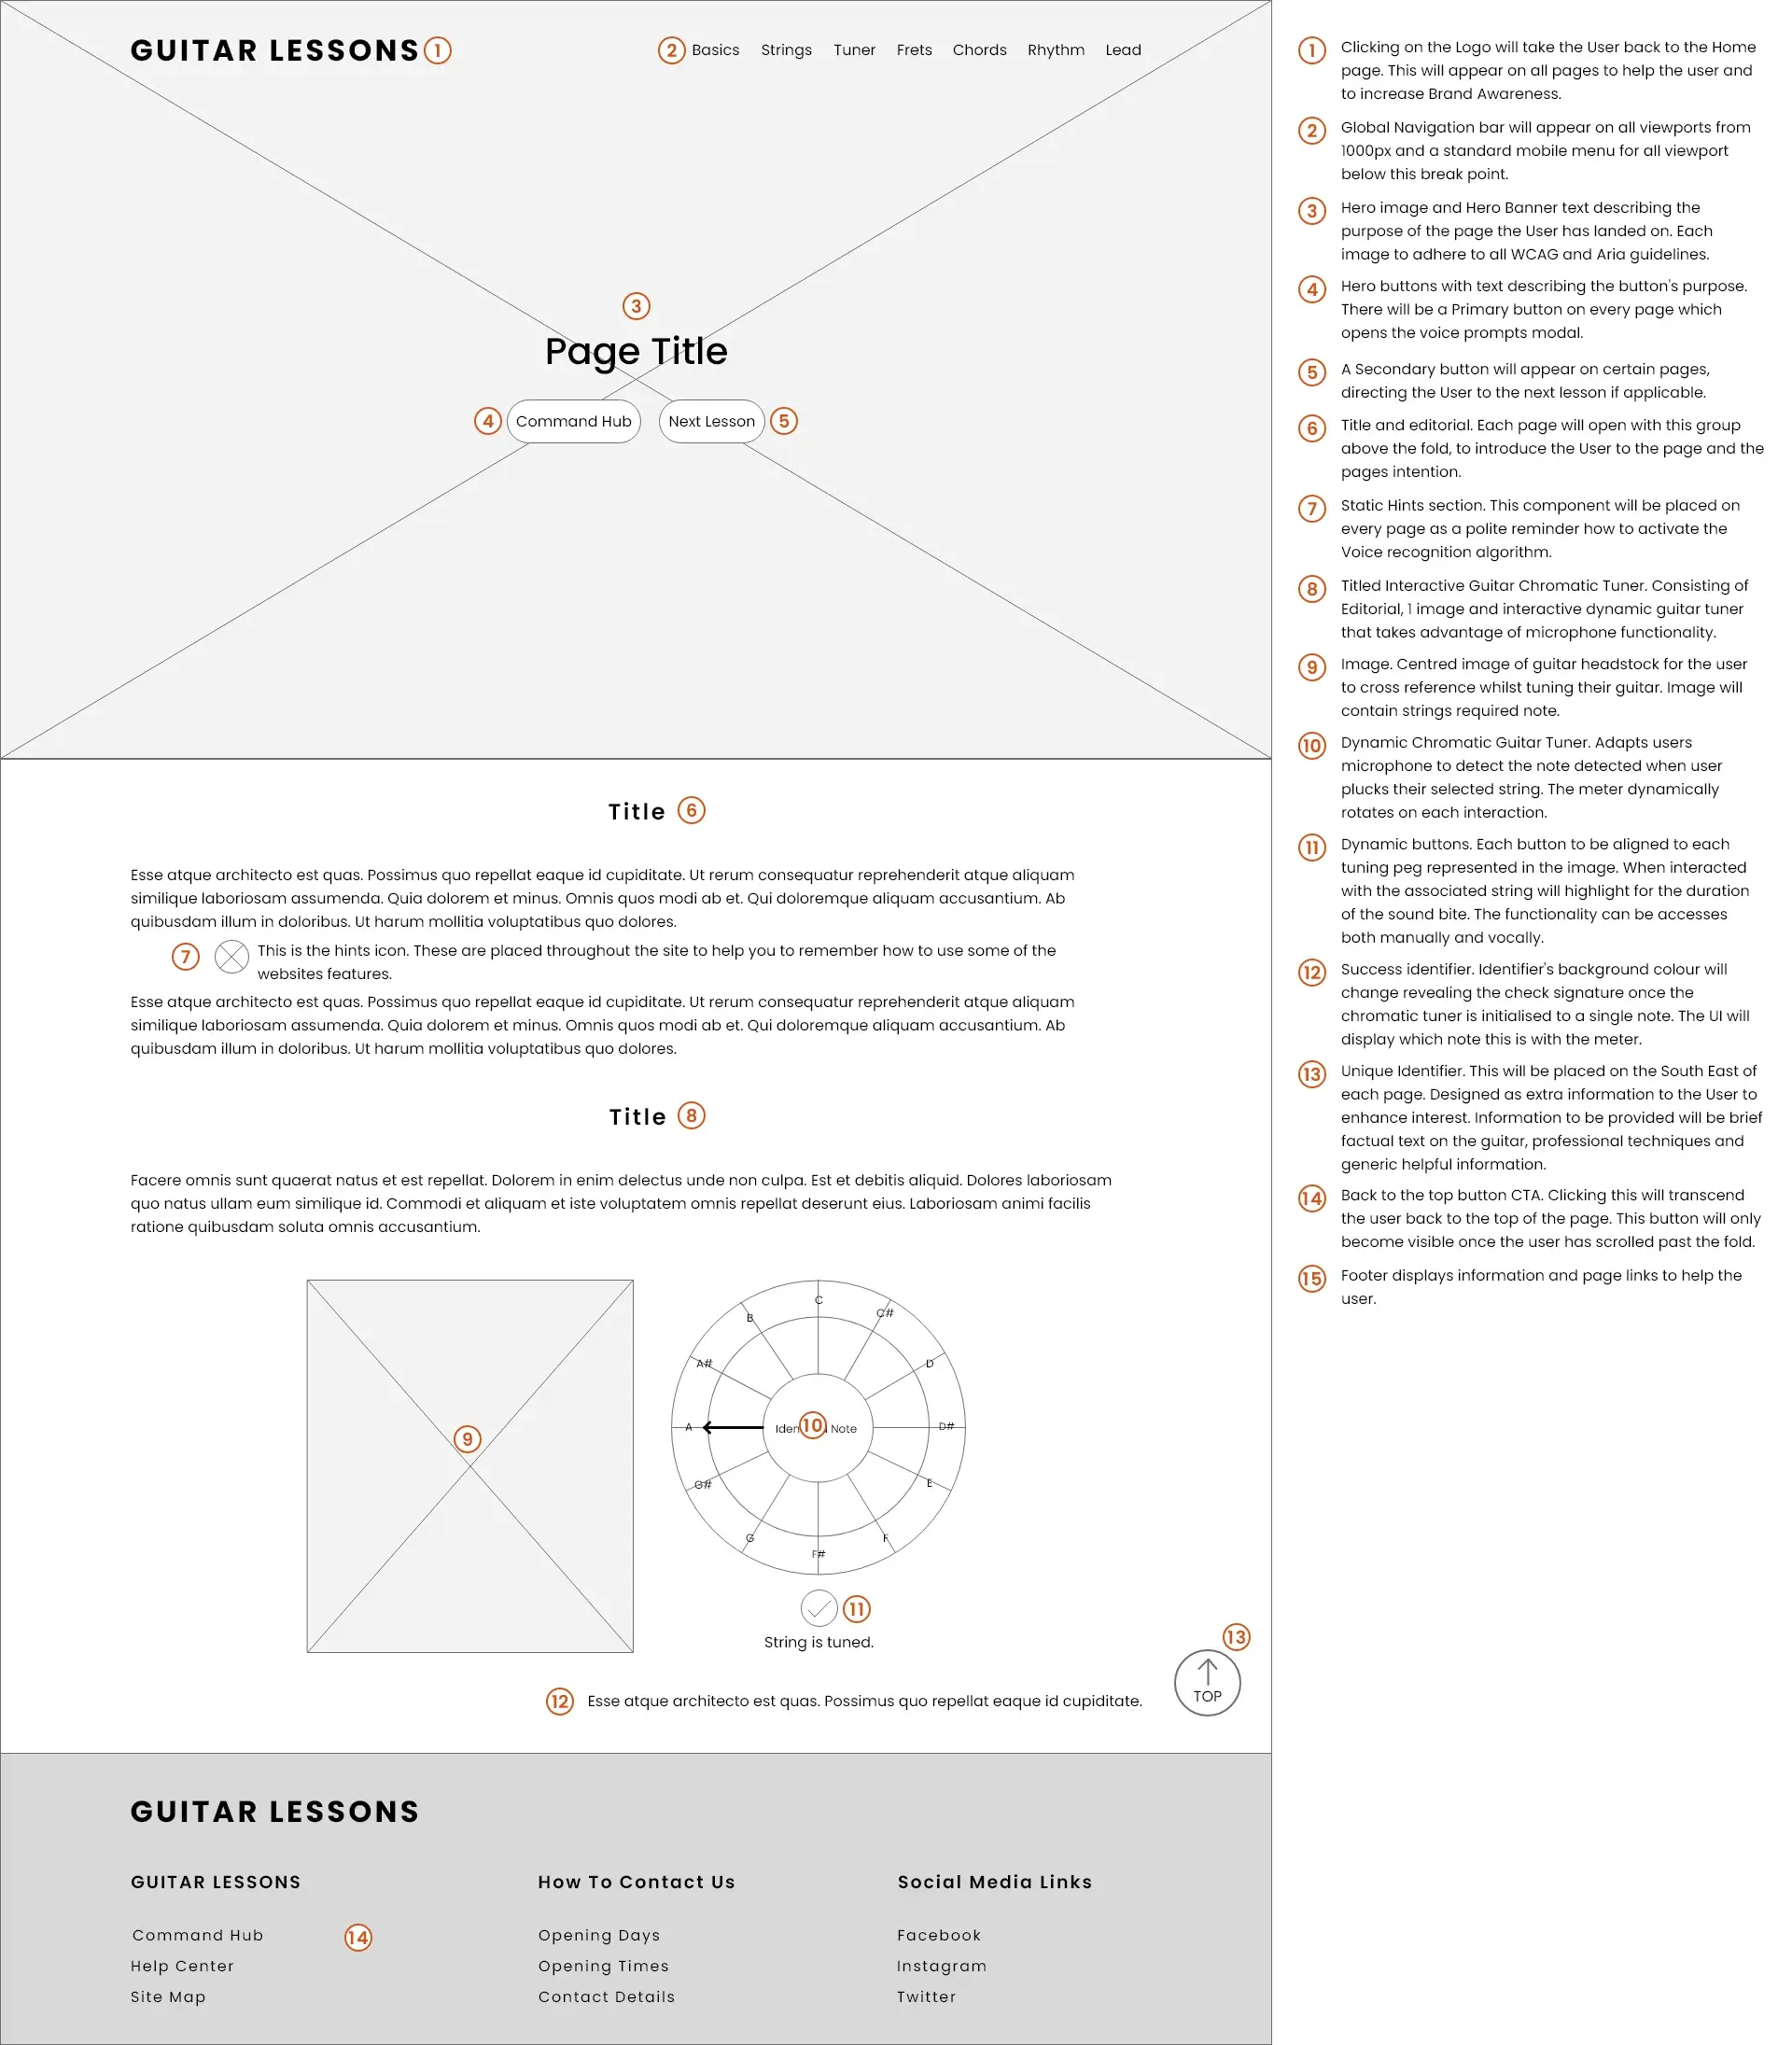 GUITAR LESSONS 1
2 Basics Strings Tuner Frets Chords Rhythm Lead
3
Page Title
4 Command Hub Next Lesson 5
Title 6
Esse atque architecto est quas. Possimus quo repellat eaque id cupiditate. Ut rerum consequatur reprehenderit atque aliquam
similique laboriosam assumenda. Quia dolorem et minus. Omnis quos modi ab et. Qui doloremque aliquam accusantium. Ab
quibusdam illum in doloribus. Ut harum mollitia voluptatibus quo dolores.
7 This is the hints icon. These are placed throughout the site to help you to remember how to use some of the
websites features.
Esse atque architecto est quas. Possimus quo repellat eaque id cupiditate. Ut rerum consequatur reprehenderit atque aliquam
similique laboriosam assumenda. Quia dolorem et minus. Omnis quos modi ab et. Qui doloremque aliquam accusantium. Ab
quibusdam illum in doloribus. Ut harum mollitia voluptatibus quo dolores.
Title 8
Facere omnis sunt quaerat natus et est repellat. Dolorem in enim delectus unde non culpa. Est et debitis aliquid. Dolores laboriosam
quo natus ullam eum similique id. Commodi et aliquam et iste voluptatem omnis repellat deserunt eius. Laboriosam animi facilis
ratione quibusdam soluta omnis accusantium.
9
C
C#
D
D#
E
F
F#
G
G#
A
A#
B
10 Note
11
String is tuned.
12 Esse atque architecto est quas. Possimus quo repellat eaque id cupiditate.
13
TOP
GUITAR LESSONS
GUITAR LESSONS
Command Hub 14
Help Center
Site Map
How To Contact Us
Opening Days
Opening Times
Contact Details
Social Media Links
Facebook
Instagram
Twitter
1 Clicking on the Logo will take the User back to the Home
page. This will appear on all pages to help the user and
to increase Brand Awareness.
2 Global Navigation bar will appear on all viewports from
1000px and a standard mobile menu for all viewport
below this break point.
3 Hero image and Hero Banner text describing the
purpose of the page the User has landed on. Each
image to adhere to all WCAG and Aria guidelines.
4 Hero buttons with text describing the button's purpose.
There will be a Primary button on every page which
opens the voice prompts modal.
5 A Secondary button will appear on certain pages,
directing the User to the next lesson if applicable.
6 Title and editorial. Each page will open with this group
above the fold, to introduce the User to the page and the
pages intention.
7 Static Hints section. This component will be placed on
every page as a polite reminder how to activate the
Voice recognition algorithm.
8 Titled Interactive Guitar Chromatic Tuner. Consisting of
Editorial, 1 image and interactive dynamic guitar tuner
that takes advantage of microphone functionality.
9 Image. Centred image of guitar headstock for the user
to cross reference whilst tuning their guitar. Image will
contain strings required note.
10 Dynamic Chromatic Guitar Tuner. Adapts users
microphone to detect the note detected when user
plucks their selected string. The meter dynamically
rotates on each interaction.
11 Dynamic buttons. Each button to be aligned to each
tuning peg represented in the image. When interacted
with the associated string will highlight for the duration
of the sound bite. The functionality can be accesses
both manually and vocally.
12 Success identifier. Identifier's background colour will
change revealing the check signature once the
chromatic tuner is initialised to a single note. The UI will
display which note this is with the meter.
13 Unique Identifier. This will be placed on the South East of
each page. Designed as extra information to the User to
enhance interest. Information to be provided will be brief
factual text on the guitar, professional techniques and
generic helpful information.
14 Back to the top button CTA. Clicking this will transcend
the user back to the top of the page. This button will only
become visible once the user has scrolled past the fold.
15 Footer displays information and page links to help the
user.